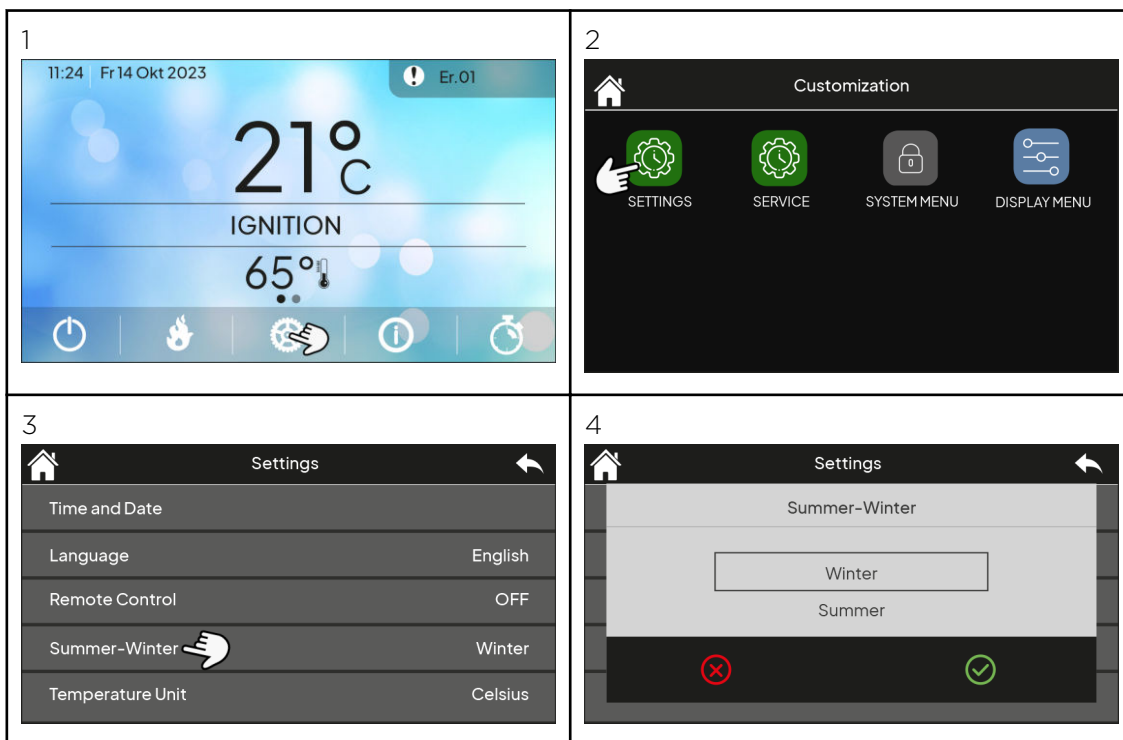 1
11:24 Fr 14 Okt 2023
Er.01
21°C
IGNITION
65°
2
Customization
SETTINGS SERVICE SYSTEM MENU DISPLAY MENU
3
Settings
Time and Date
Language English
Remote Control OFF
Summer-Winter Winter
Temperature Unit Celsius
4
Settings
Summer-Winter
Winter
Summer